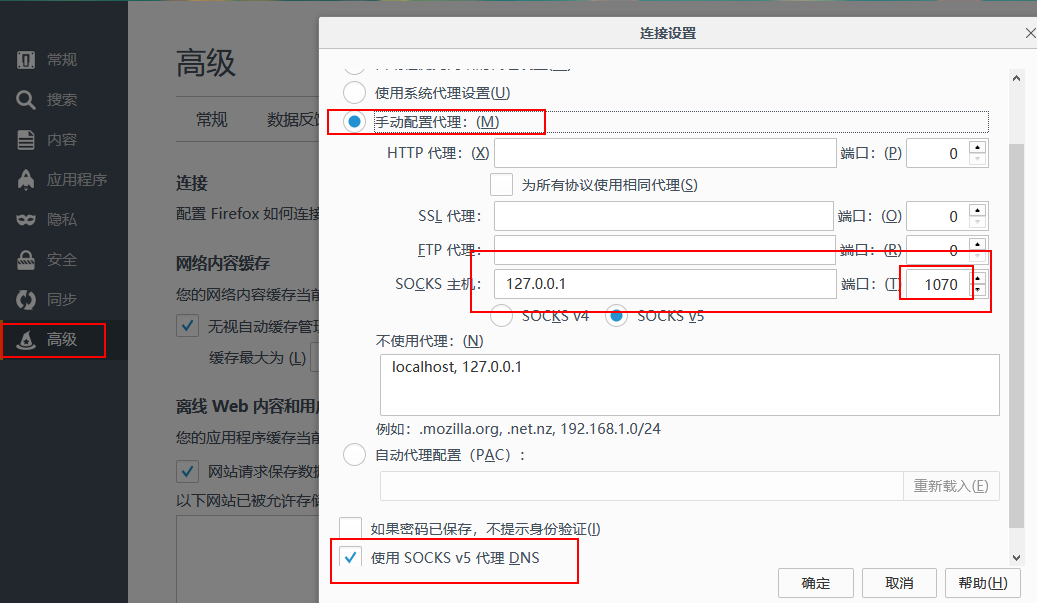 常规
搜索
内容
应用程序
隐私
安全
同步
高级
高级
常规 数据反
连接
配置 Firefox 如何连接
网络内容缓存
您的网络内容缓存当前
无视自动缓存管理
缓存最大为 (L)
离线 Web 内容和用户
您的应用程序缓存当前
网站请求保存数据
以下网站已被允许存储
连接设置
使用系统代理设置(U)
手动配置代理：(M)
HTTP 代理：(X) 端口：(P) 0
为所有协议使用相同代理(S)
SSL 代理： 端口：(O) 0
FTP 代理： 端口：(R) 0
SOCKS 主机： 127.0.0.1 端口：(T) 1070
SOCKS v4 SOCKS v5
不使用代理：(N)
localhost, 127.0.0.1
例如：.mozilla.org, .net.nz, 192.168.1.0/24
自动代理配置（PAC）：
重新载入(E)
如果密码已保存，不提示身份验证(I)
使用 SOCKS v5 代理 DNS
确定 取消 帮助(H)